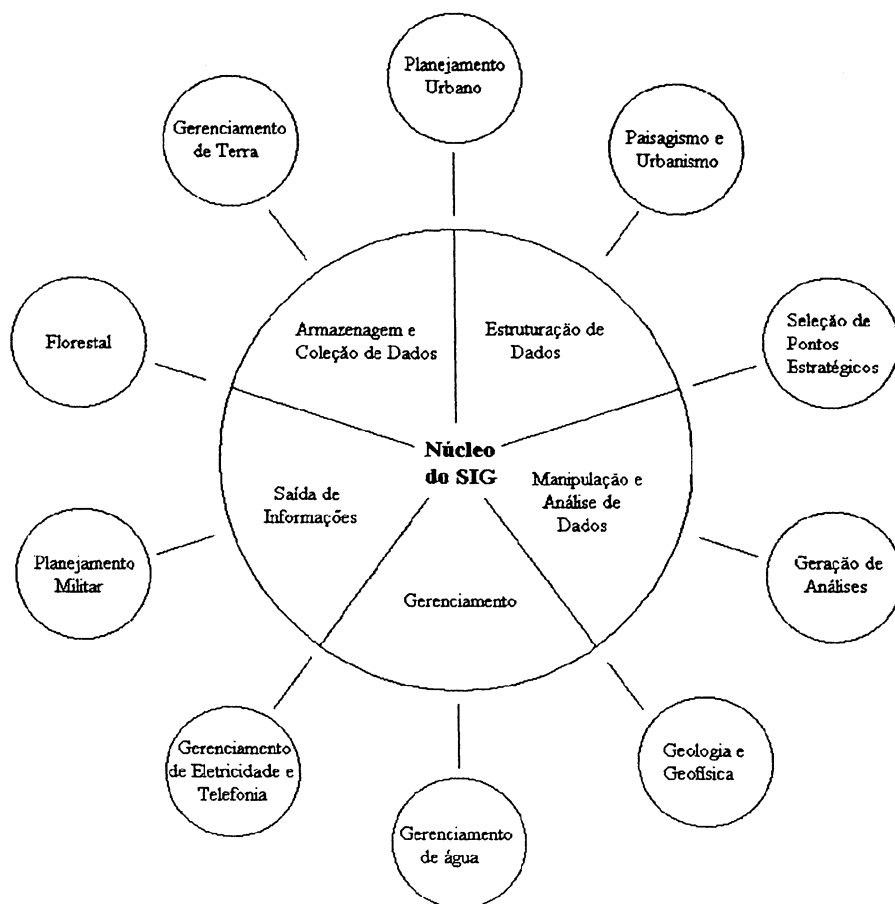 Planejamento
Urbano
Gerenciamento
de Terra
Paisagismo e
Urbanismo
Florestal
Armazenagem e
Coleção de Dados
Estruturação de
Dados
Seleção de
Pontos
Estratégicos
Núcleo
do SIG
Saída de
Informações
Manipulação e
Análise de
Dados
Planejamento
Militar
Gerenciamento
Geração de
Análises
Gerenciamento
de Eletricidade e
Telefonia
Geologia e
Geofísica
Gerenciamento
de água